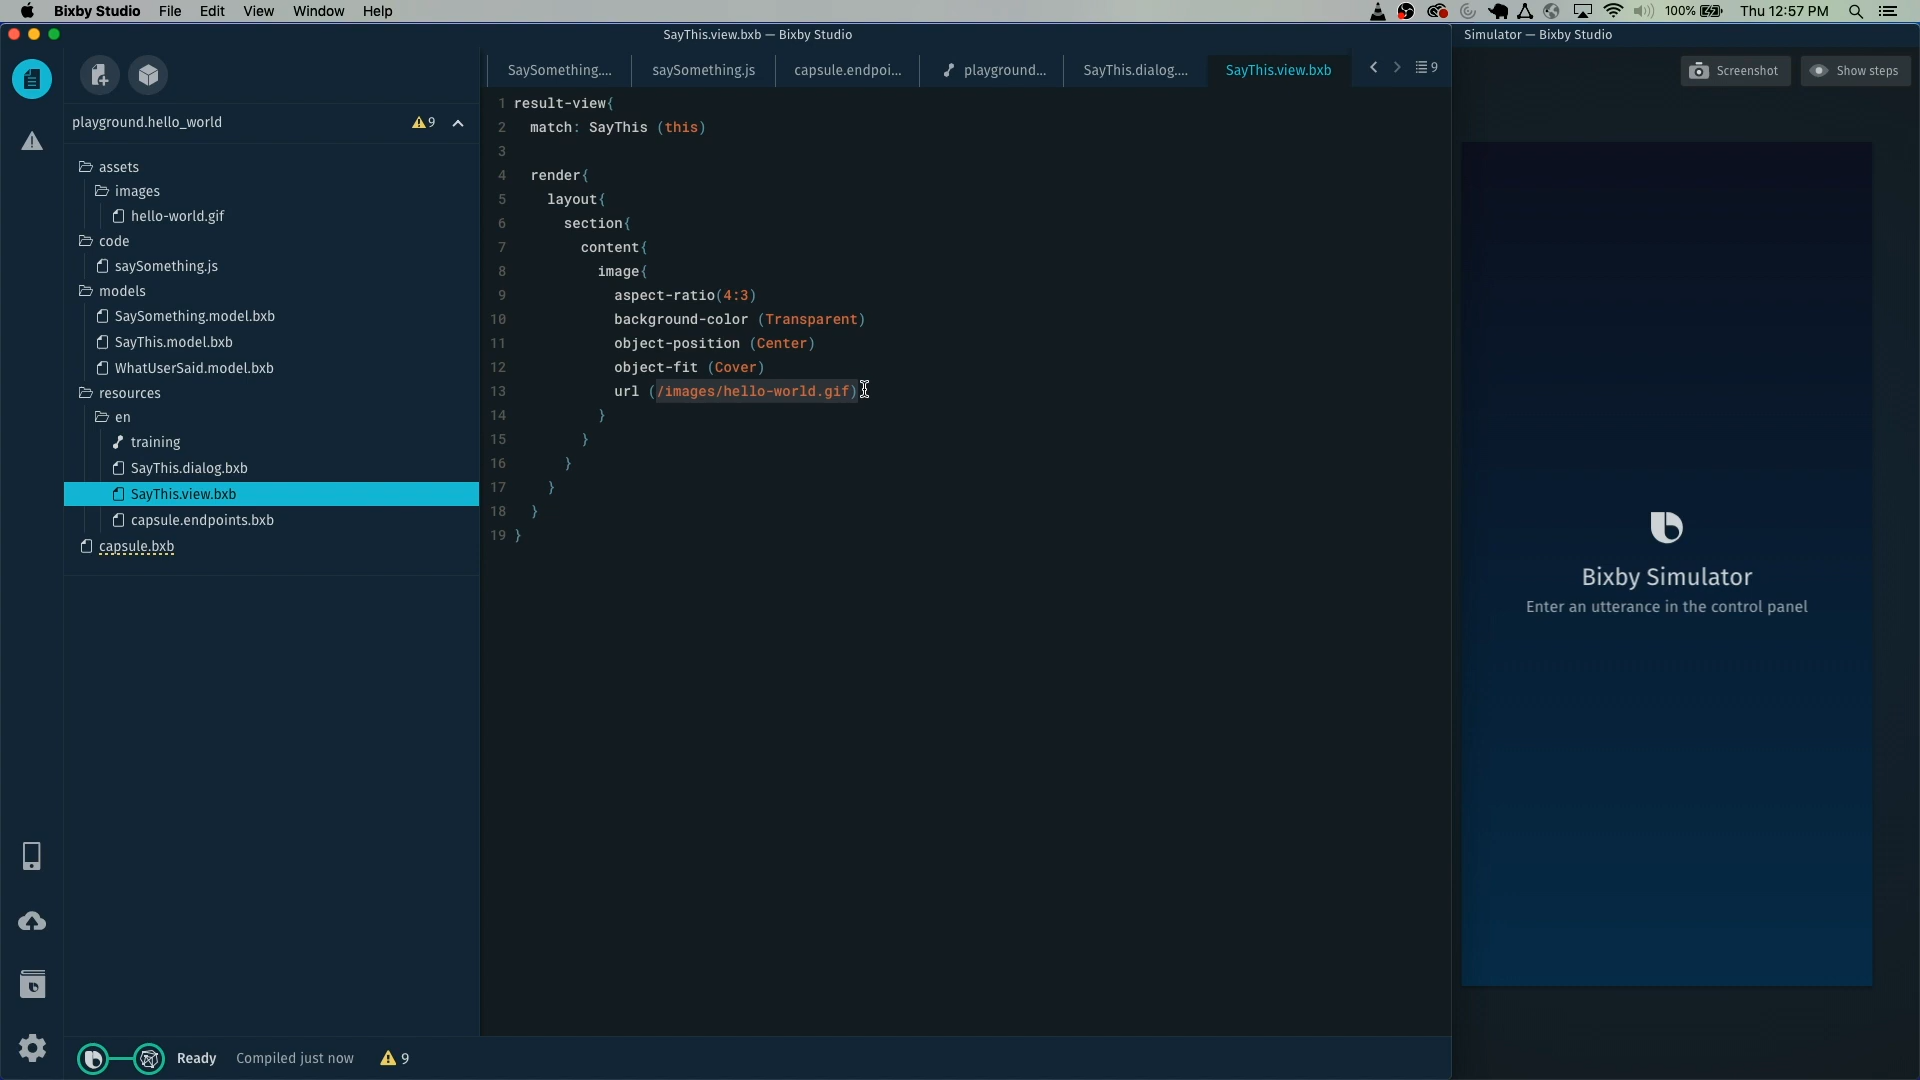 Bixby Studio File Edit View Window Help 100% Thu 12:57 PM
SayThis.view.bxb — Bixby Studio
Simulator — Bixby Studio
SaySomething.... saySomething.js capsule.endpoi... playground... SayThis.dialog.... SayThis.view.bxb 9
Screenshot Show steps
playground.hello_world 9
assets
images
hello-world.gif
code
saySomething.js
models
SaySomething.model.bxb
SayThis.model.bxb
WhatUserSaid.model.bxb
resources
en
training
SayThis.dialog.bxb
SayThis.view.bxb
capsule.endpoints.bxb
capsule.bxb
1 result-view{
2 match: SayThis (this)
3
4 render{
5 layout{
6 section{
7 content{
8 image{
9 aspect-ratio(4:3)
10 background-color (Transparent)
11 object-position (Center)
12 object-fit (Cover)
13 url (/images/hello-world.gif)
14 }
15 }
16 }
17 }
18 }
19 }
Bixby Simulator
Enter an utterance in the control panel
Ready Compiled just now 9